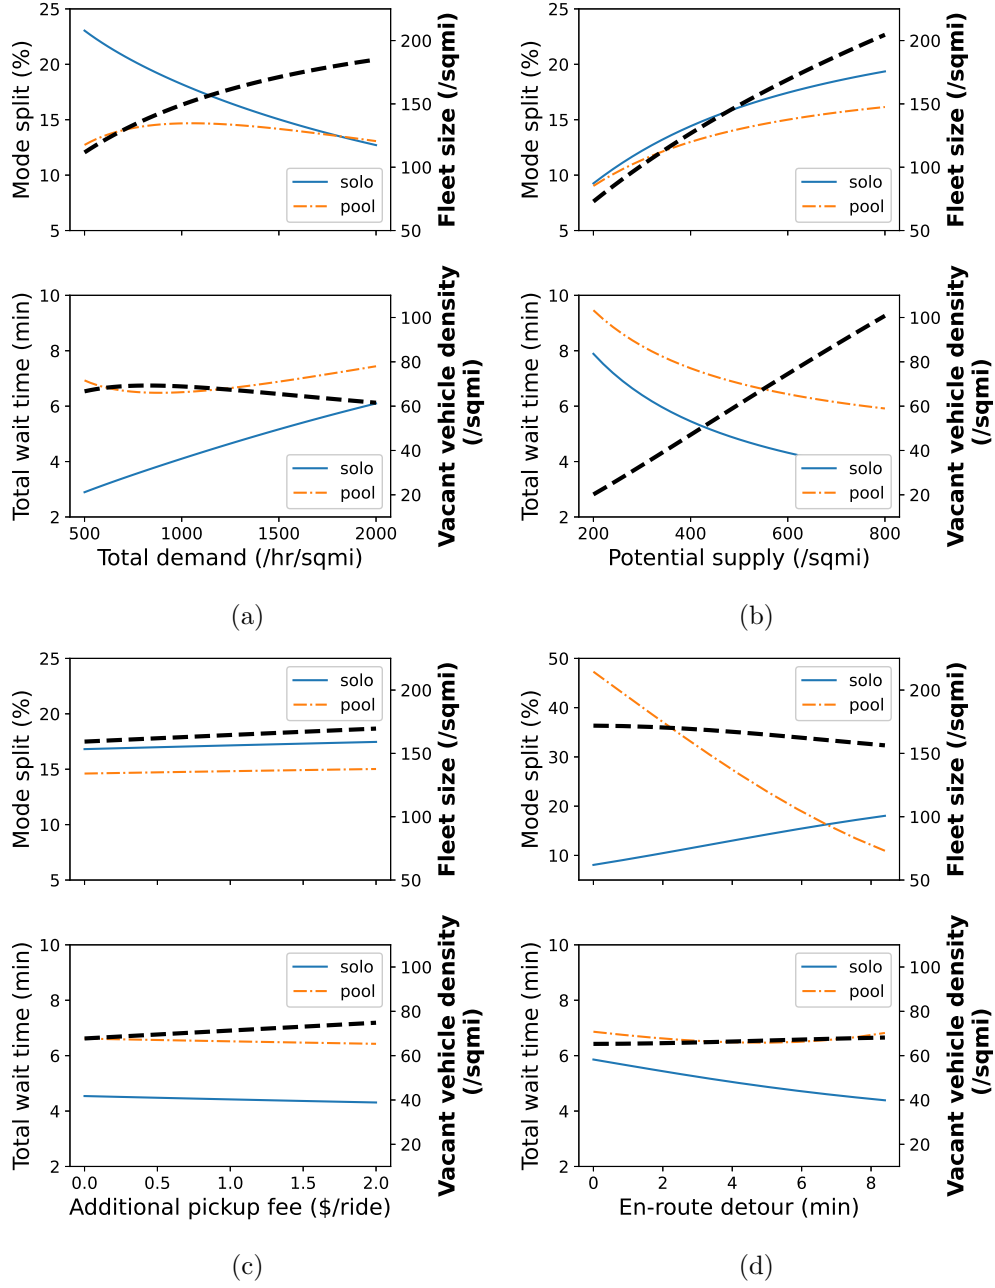 25
20
15
10
5
Mode split (%)
200
150
100
50
Fleet size (/sqmi)
solo
pool
10
8
6
4
2
Total wait time (min)
100
80
60
40
20
Vacant vehicle density
(/sqmi)
solo
pool
500 1000 1500 2000
Total demand (/hr/sqmi)
(a)
25
20
15
10
5
Mode split (%)
200
150
100
50
Fleet size (/sqmi)
solo
pool
10
8
6
4
2
Total wait time (min)
100
80
60
40
20
Vacant vehicle density
(/sqmi)
solo
pool
200 400 600 800
Potential supply (/sqmi)
(b)
25
20
15
10
5
Mode split (%)
200
150
100
50
Fleet size (/sqmi)
solo
pool
10
8
6
4
2
Total wait time (min)
100
80
60
40
20
Vacant vehicle density
(/sqmi)
solo
pool
0.0 0.5 1.0 1.5 2.0
Additional pickup fee ($/ride)
(c)
50
40
30
20
10
Mode split (%)
200
150
100
50
Fleet size (/sqmi)
solo
pool
10
8
6
4
2
Total wait time (min)
100
80
60
40
20
Vacant vehicle density
(/sqmi)
solo
pool
0 2 4 6 8
En-route detour (min)
(d)